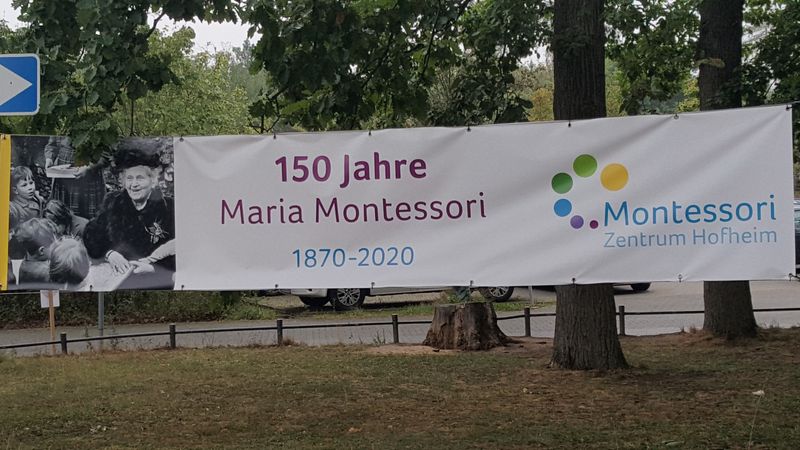 150 Jahre
Maria Montessori
1870-2020
Montessori
Zentrum Hofheim